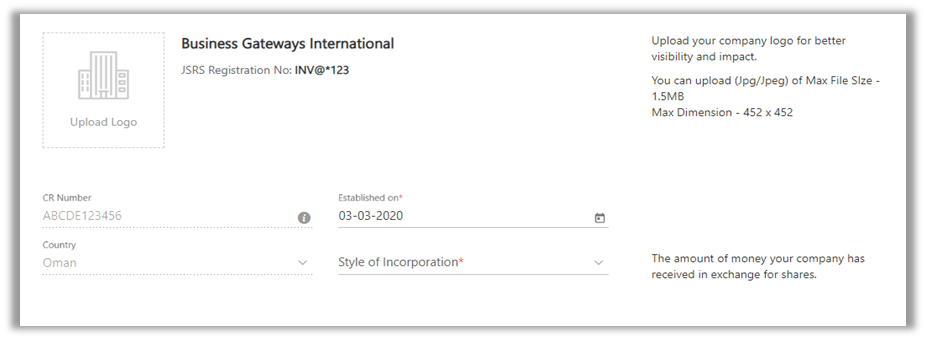 Business Gateways International
JSRS Registration No: INV@*123
Upload Logo
Upload your company logo for better
visibility and impact.
You can upload (Jpg/Jpeg) of Max File SIze -
1.5MB
Max Dimension - 452 x 452
CR Number
ABCDE123456
Established on*
03-03-2020
Country
Oman
Style of Incorporation*
The amount of money your company has
received in exchange for shares.